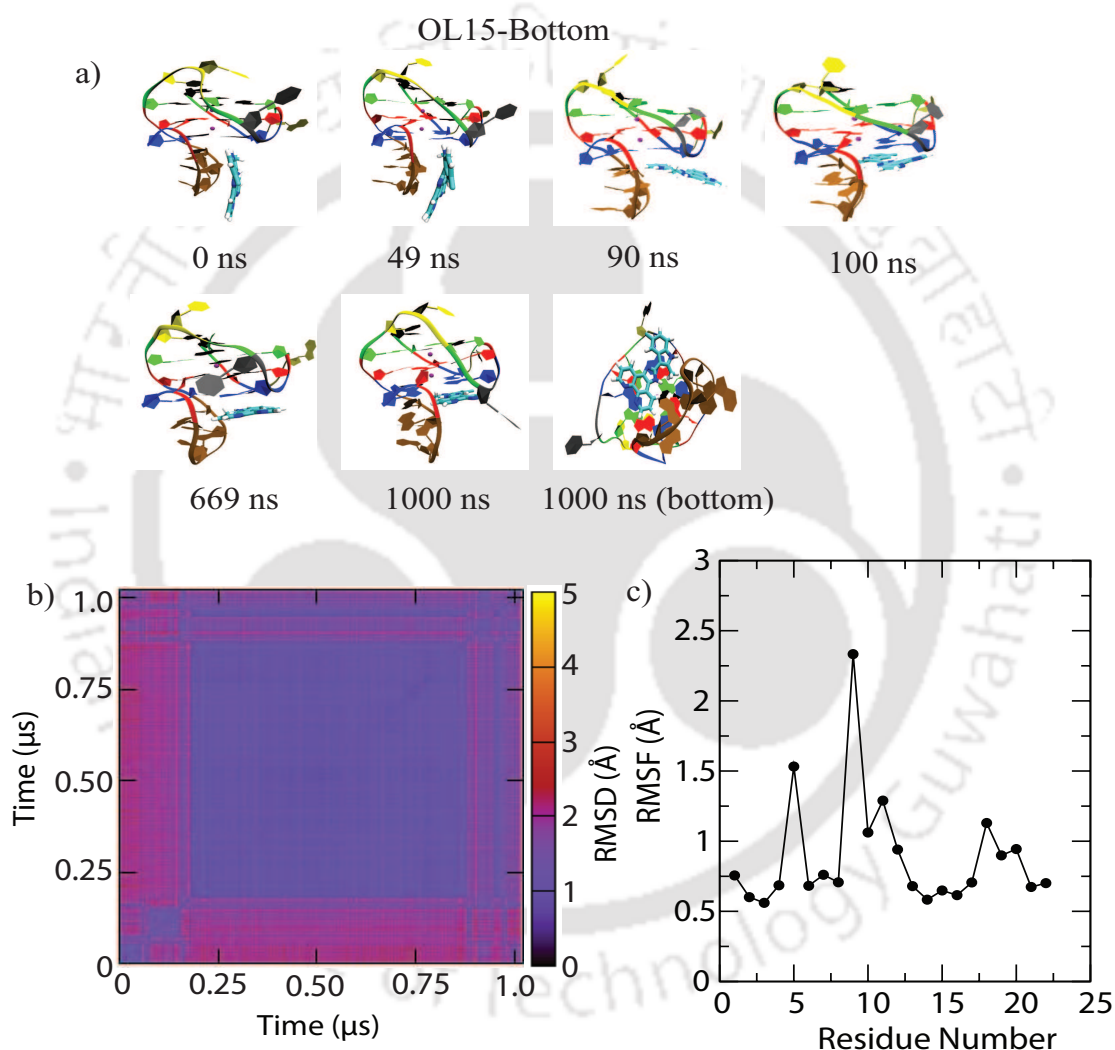 OL15-Bottom
a)
0 ns
49 ns
90 ns
100 ns
669 ns
1000 ns
1000 ns (bottom)
b)
1.0
0.75
0.50
0.25
0
Time (µs)
0
0.25
0.50
0.75
1.0
Time (µs)
5
4
3
2
1
0
RMSD (Å)
c)
3
2.5
2
1.5
1
0.5
0
RMSF (Å)
0
5
10
15
20
25
Residue Number
Indian
of Technology Guwahati